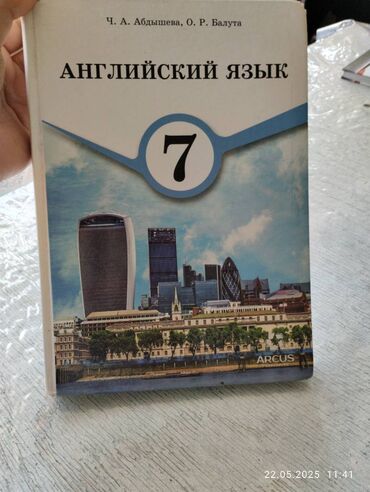 Ч. А. Абдышева, О. Р. Балута
АНГЛИЙСКИЙ ЯЗЫК
7
ARCUS
22.05.2025 11:41